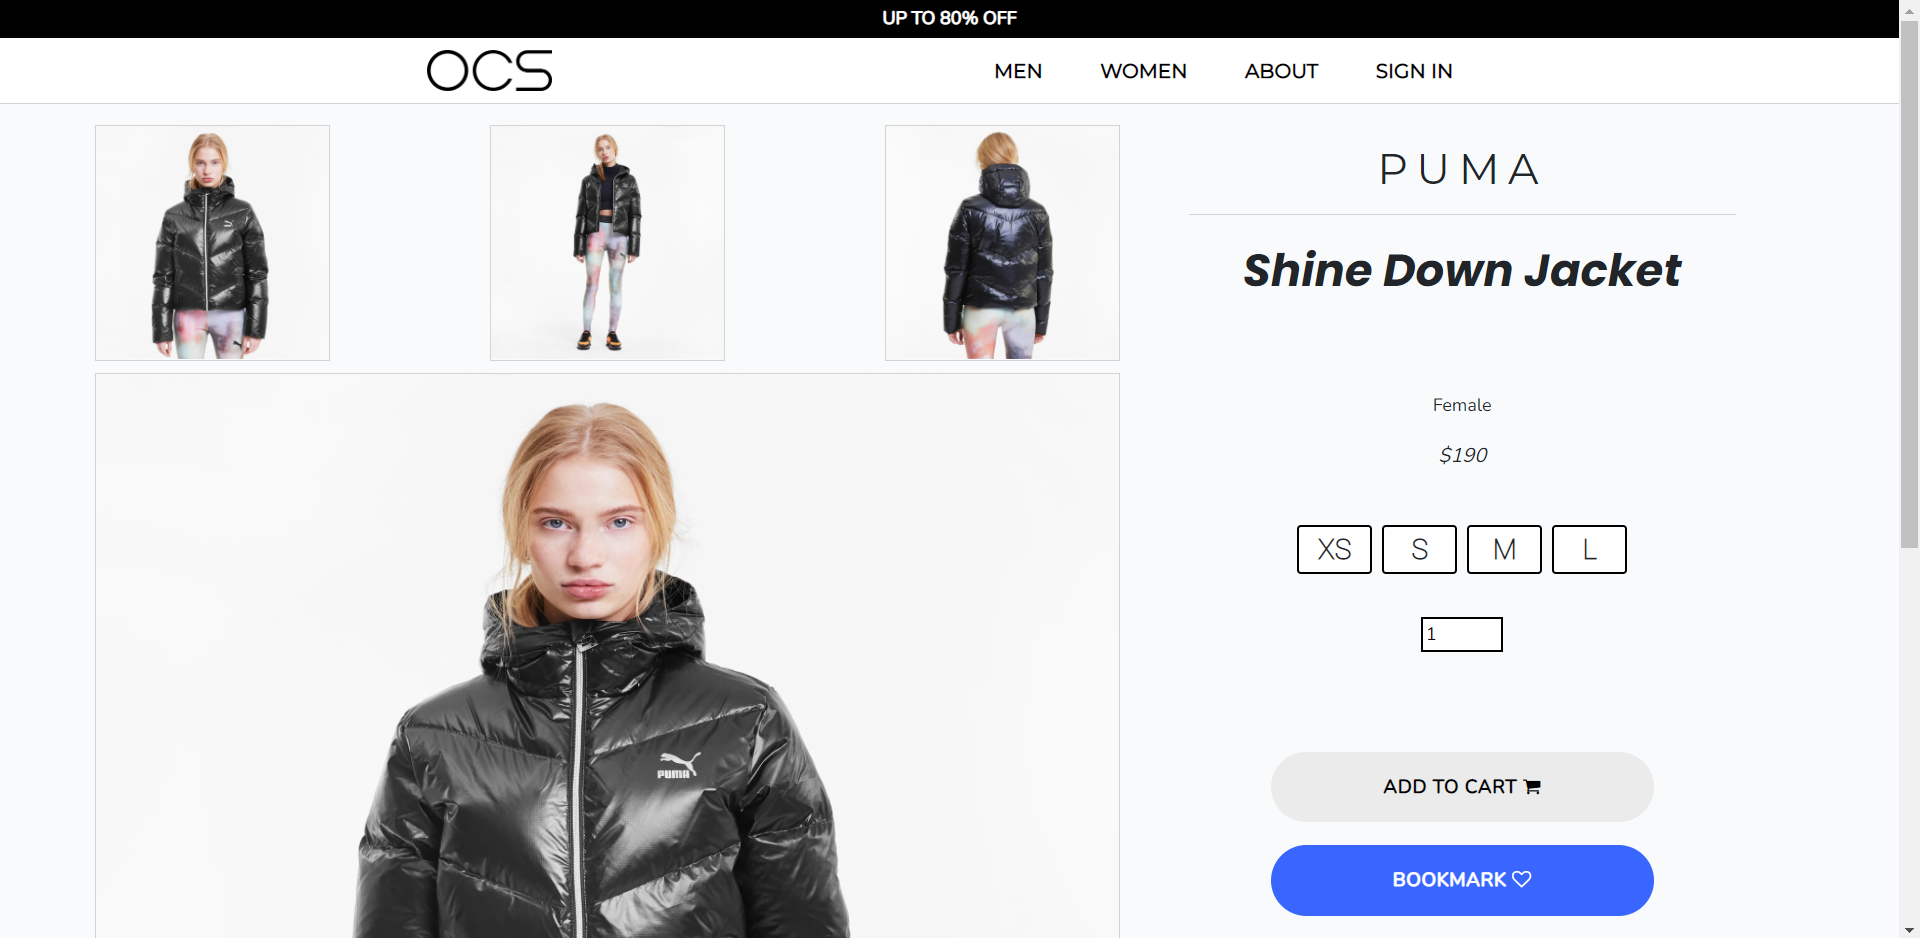 UP TO 80% OFF
OCS
MEN
WOMEN
ABOUT
SIGN IN
PUMA
Shine Down Jacket
Female
$190
XS
S
M
L
1
ADD TO CART
BOOKMARK
PUMA